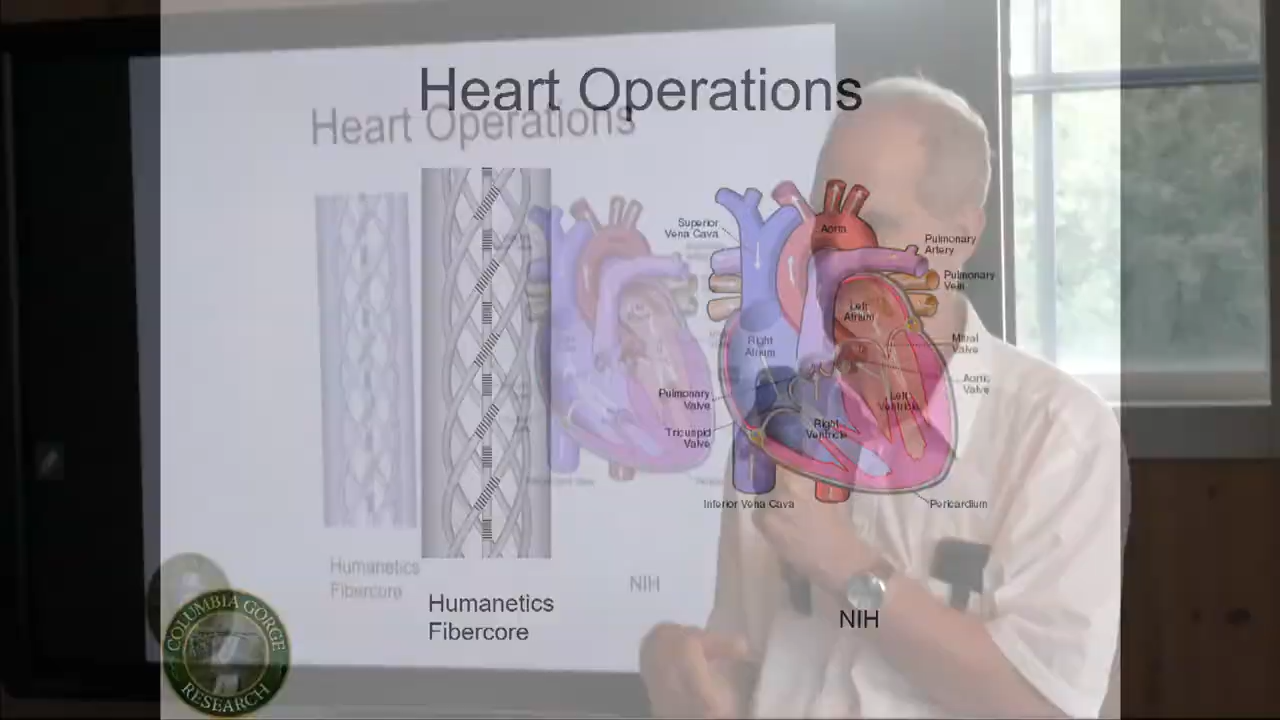 Heart Operations
Heart Operations
Superior
Vena Cava
Aorta
Pulmonary
Artery
Pulmonary
Vein
Left
Atrium
Right
Atrium
Mitral
Valve
Aortic
Valve
Pulmonary
Valve
Left
Ventricle
Right
Ventricle
Tricuspid
Valve
Inferior Vena Cava
Pericardium
Humanetics
Fibercore
NIH
Humanetics
Fibercore
NIH
COLUMBIA GORGE
RESEARCH